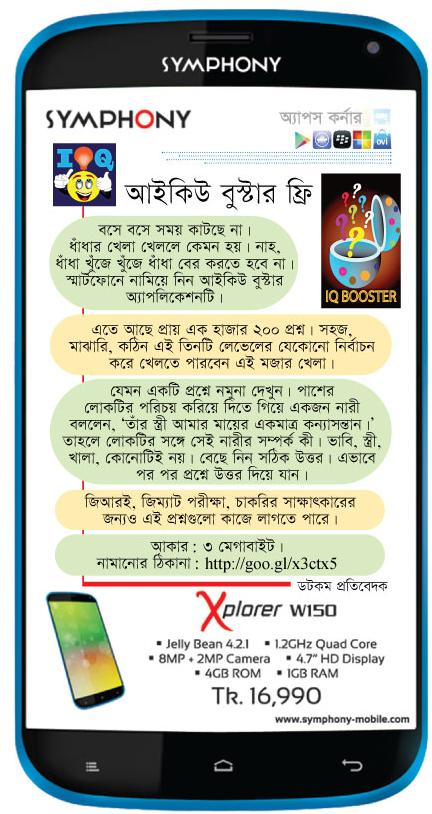 SYMPHONY
SYMPHONY
অ্যাপস কর্নার
ovi
I Q
আইকিউ বুস্টার ফ্রি
IQ BOOSTER
বসে বসে সময় কাটছে না।
ধাঁধার খেলা খেললে কেমন হয়। নাহ,
ধাঁধা খুঁজে খুঁজে ধাঁধা বের করতে হবে না।
স্মার্টফোনে নামিয়ে নিন আইকিউ বুস্টার
অ্যাপলিকেশনটি।
এতে আছে প্রায় এক হাজার ২০০ প্রশ্ন। সহজ,
মাঝারি, কঠিন এই তিনটি লেভেলের যেকোনো নির্বাচন
করে খেলতে পারবেন এই মজার খেলা।
যেমন একটি প্রশ্নে নমুনা দেখুন। পাশের
লোকটির পরিচয় করিয়ে দিতে গিয়ে একজন নারী
বললেন, ‘তাঁর স্ত্রী আমার মায়ের একমাত্র কন্যাসন্তান।’
তাহলে লোকটির সঙ্গে সেই নারীর সম্পর্ক কী। ভাবি, স্ত্রী,
খালা, কোনোটিই নয়। বেছে নিন সঠিক উত্তর। এভাবে
পর পর প্রশ্নে উত্তর দিয়ে যান।
জিআরই, জিম্যাট পরীক্ষা, চাকরির সাক্ষাৎকারের
জন্যও এই প্রশ্নগুলো কাজে লাগতে পারে।
আকার : ৩ মেগাবাইট।
নামানোর ঠিকানা : http://goo.gl/x3ctx5
ডটকম প্রতিবেদক
Xplorer W150
▪ Jelly Bean 4.2.1 ▪ 1.2GHz Quad Core
▪ 8MP + 2MP Camera ▪ 4.7" HD Display
▪ 4GB ROM ▪ 1GB RAM
Tk. 16,990
www.symphony-mobile.com